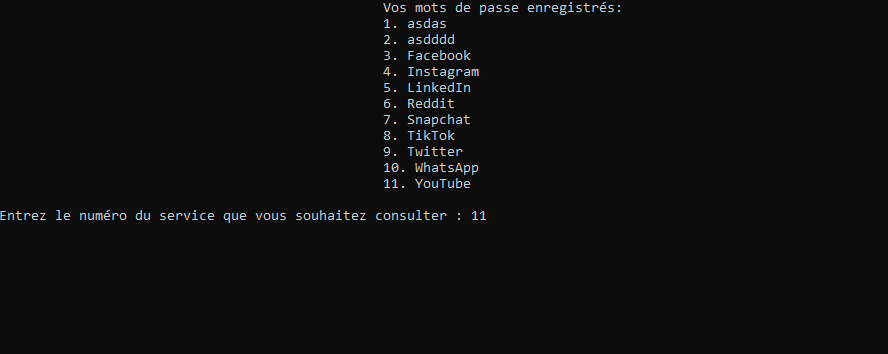 Vos mots de passe enregistrés:
1. asdas
2. asdddd
3. Facebook
4. Instagram
5. LinkedIn
6. Reddit
7. Snapchat
8. TikTok
9. Twitter
10. WhatsApp
11. YouTube
Entrez le numéro du service que vous souhaitez consulter : 11